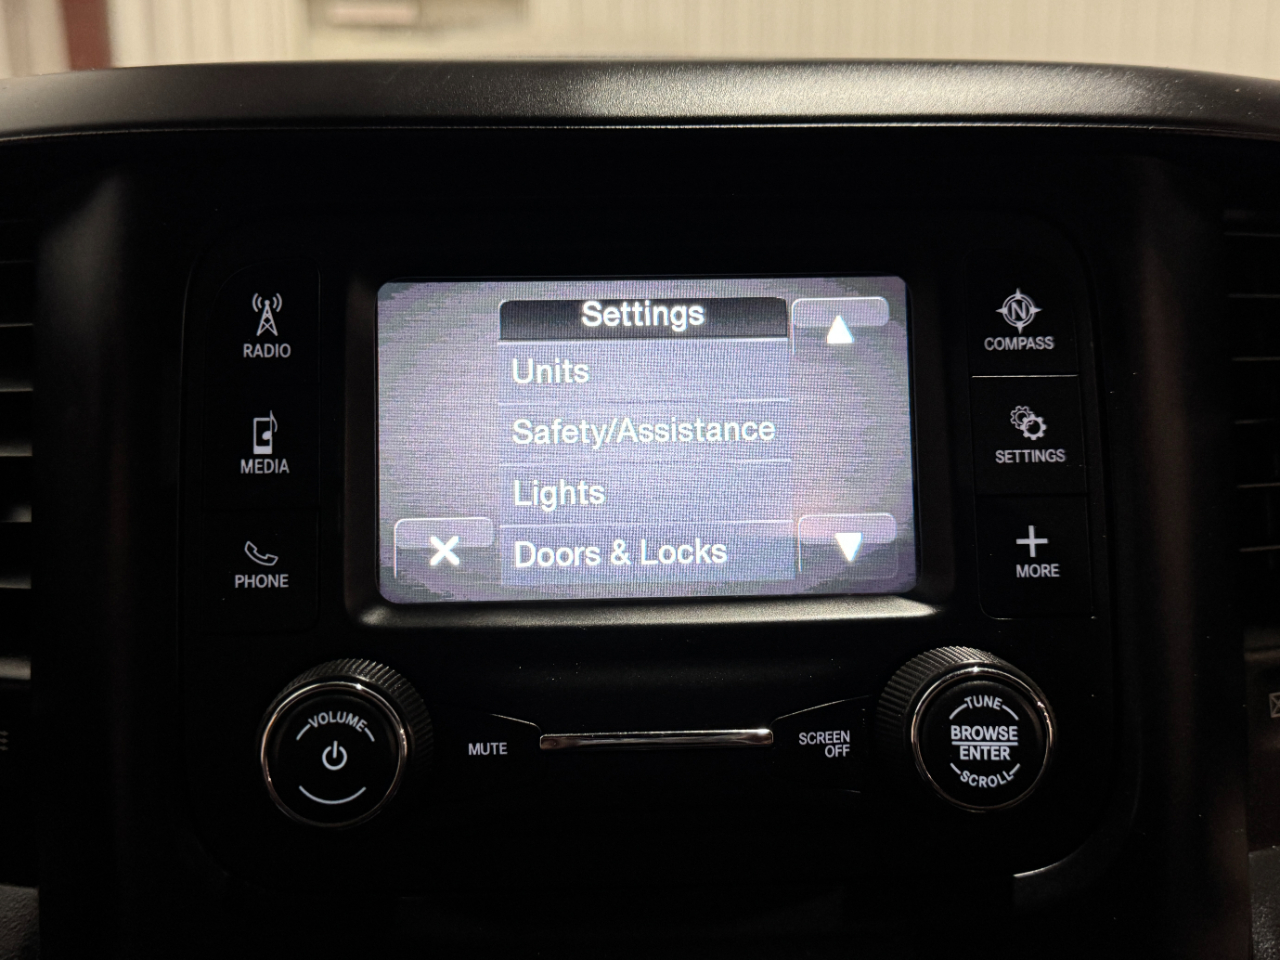 Settings
Units
Safety/Assistance
Lights
Doors & Locks
RADIO
MEDIA
PHONE
N
COMPASS
SETTINGS
MORE
VOLUME
MUTE
SCREEN
OFF
TUNE
BROWSE
ENTER
SCROLL